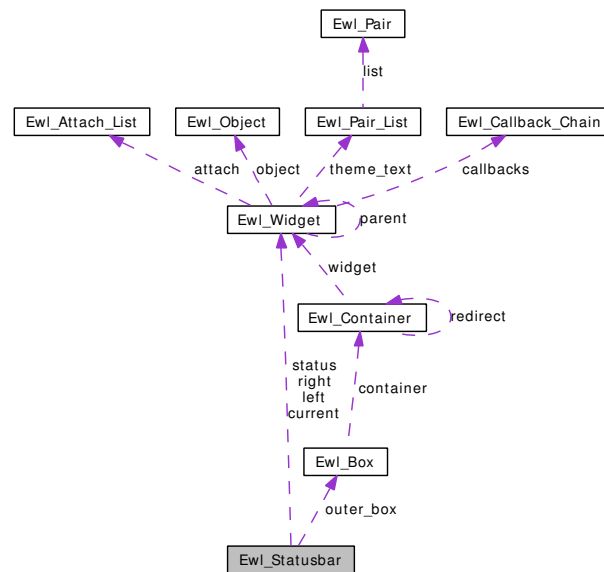 Ewl_Pair
list
Ewl_Attach_List
Ewl_Object
Ewl_Pair_List
Ewl_Callback_Chain
attach
object
theme_text
callbacks
Ewl_Widget
parent
widget
Ewl_Container
redirect
status
right
left
current
container
Ewl_Box
outer_box
Ewl_Statusbar